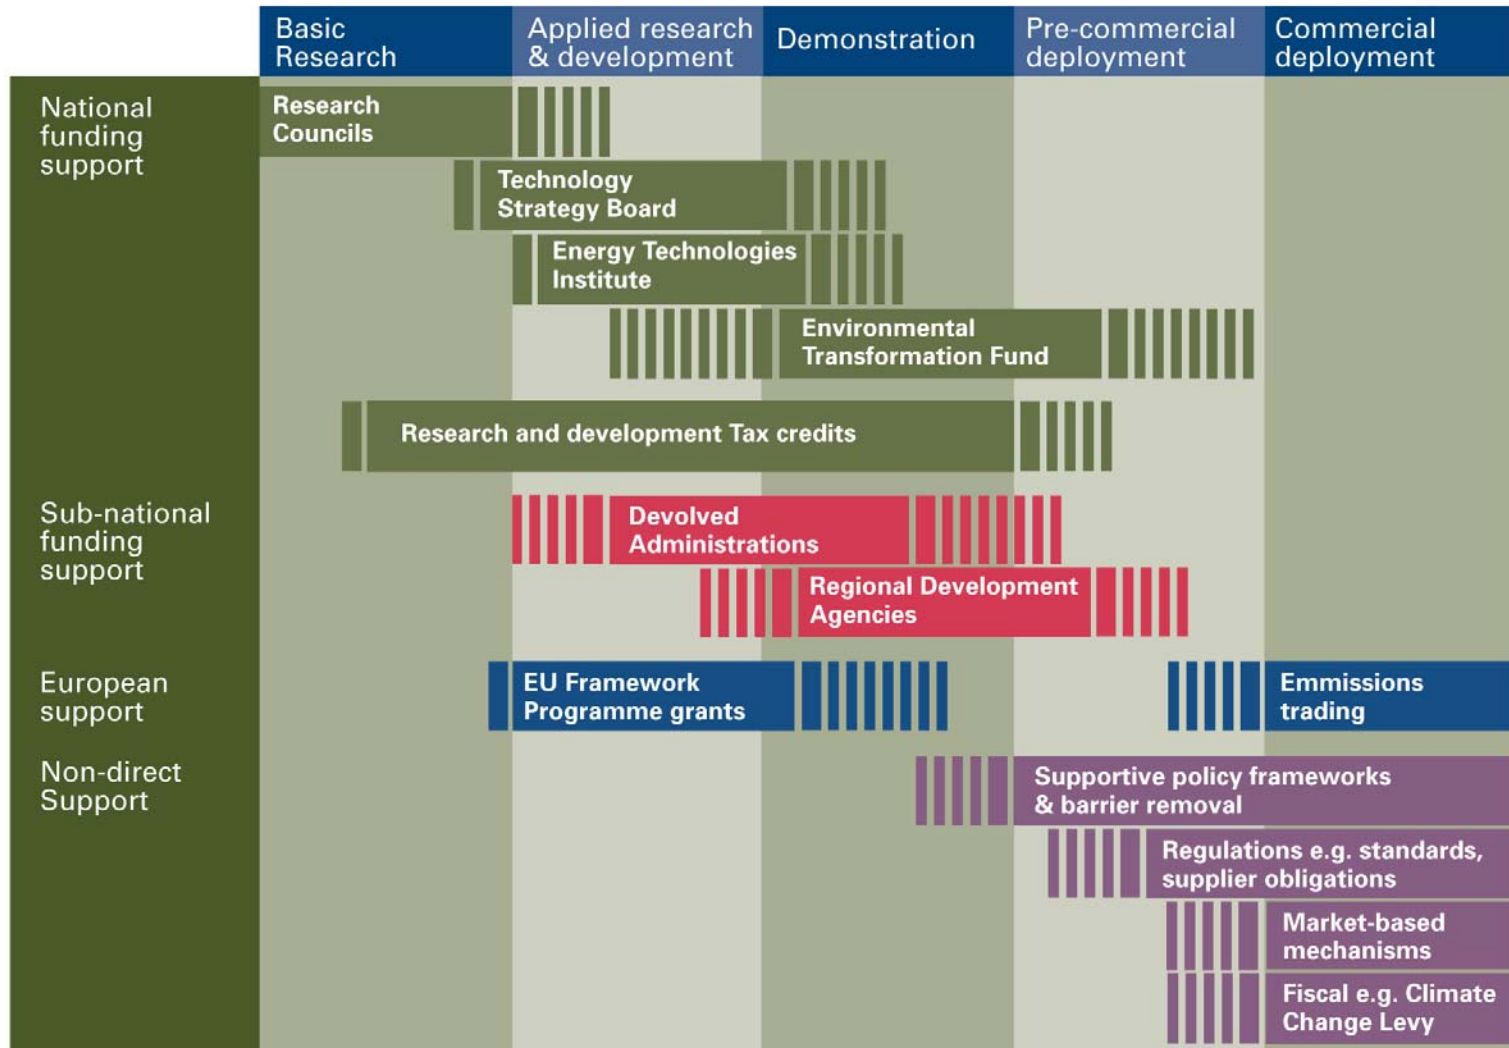 Basic
Research
Applied research
& development
Demonstration
Pre-commercial
deployment
Commercial
deployment
National
funding
support
Research
Councils
Technology
Strategy Board
Energy Technologies
Institute
Environmental
Transformation Fund
Research and development Tax credits
Sub-national
funding
support
Devolved
Administrations
Regional Development
Agencies
European
support
EU Framework
Programme grants
Emmissions
trading
Non-direct
Support
Supportive policy frameworks
& barrier removal
Regulations e.g. standards,
supplier obligations
Market-based
mechanisms
Fiscal e.g. Climate
Change Levy